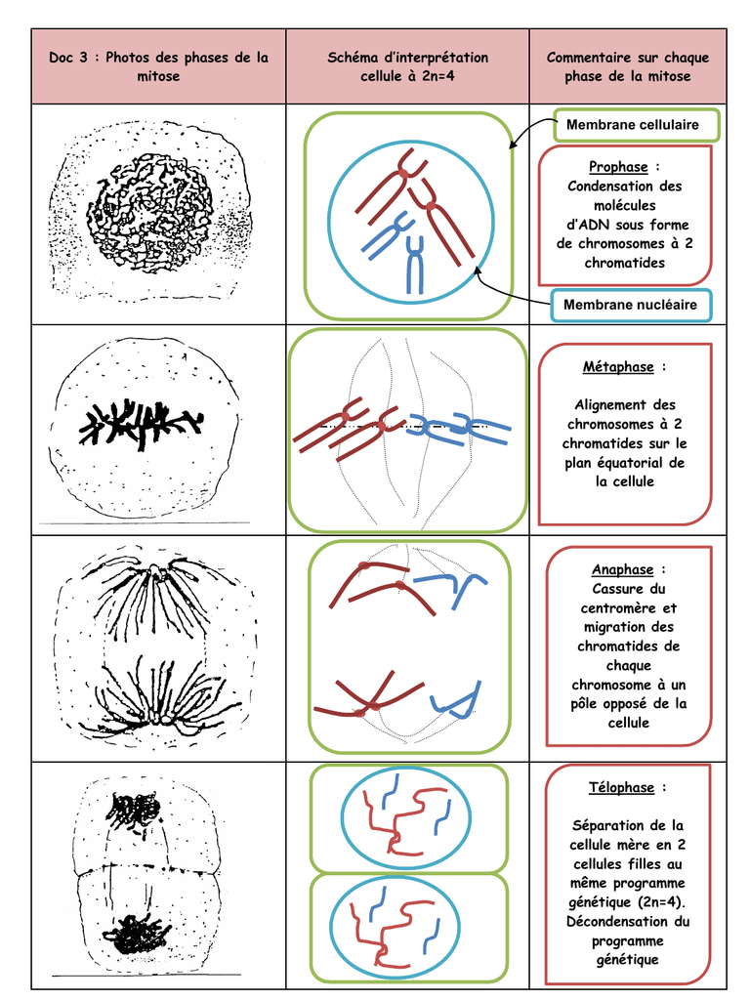 Doc 3 : Photos des phases de la
mitose
Schéma d'interprétation
cellule à 2n=4
Commentaire sur chaque
phase de la mitose
Membrane cellulaire
Prophase :
Condensation des
molécules
d'ADN sous forme
de chromosomes à 2
chromatides
Membrane nucléaire
Métaphase :
Alignement des
chromosomes à 2
chromatides sur le
plan équatorial de
la cellule
Anaphase :
Cassure du
centromère et
migration des
chromatides de
chaque
chromosome à un
pôle opposé de la
cellule
Télophase :
Séparation de la
cellule mère en 2
cellules filles au
même programme
génétique (2n=4).
Décondensation du
programme
génétique